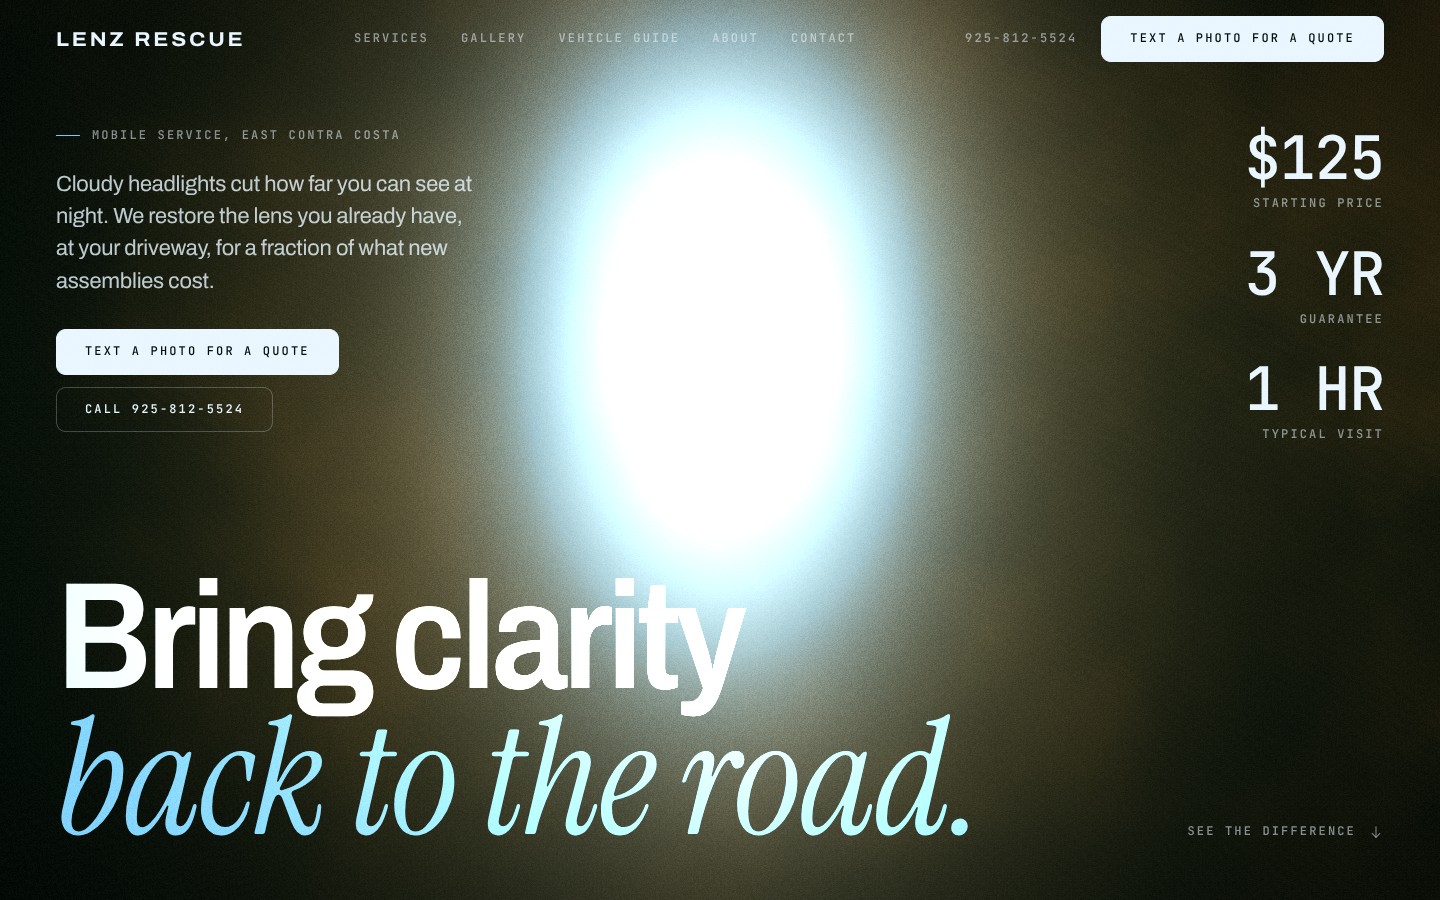 LENZ RESCUE
SERVICES GALLERY VEHICLE GUIDE ABOUT CONTACT
925-812-5524
TEXT A PHOTO FOR A QUOTE
MOBILE SERVICE, EAST CONTRA COSTA
Cloudy headlights cut how far you can see at
night. We restore the lens you already have,
at your driveway, for a fraction of what new
assemblies cost.
TEXT A PHOTO FOR A QUOTE
CALL 925-812-5524
$125
STARTING PRICE
3 YR
GUARANTEE
1 HR
TYPICAL VISIT
Bring clarity
back to the road.
SEE THE DIFFERENCE ↓